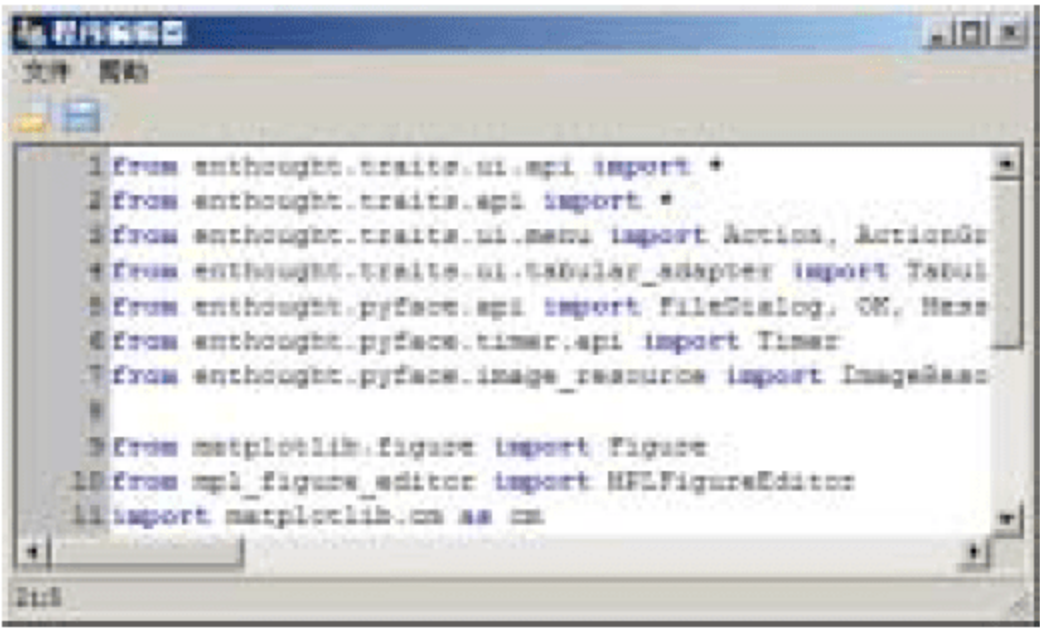 程序编辑器
文件 帮助
1 from enthought.traits.ui.api import *
2 from enthought.traits.api import *
3 from enthought.traits.ui.menu import Action, ActionGr
4 from enthought.traits.ui.tabular_adapter import Tabul
5 from enthought.pyface.api import FileDialog, OK, Mess
6 from enthought.pyface.timer.api import Timer
7 from enthought.pyface.image_resource import ImageReso
8
9 from matplotlib.figure import Figure
10 from mpl_figure_editor import MPLFigureEditor
11 import matplotlib.cm as cm
21:5